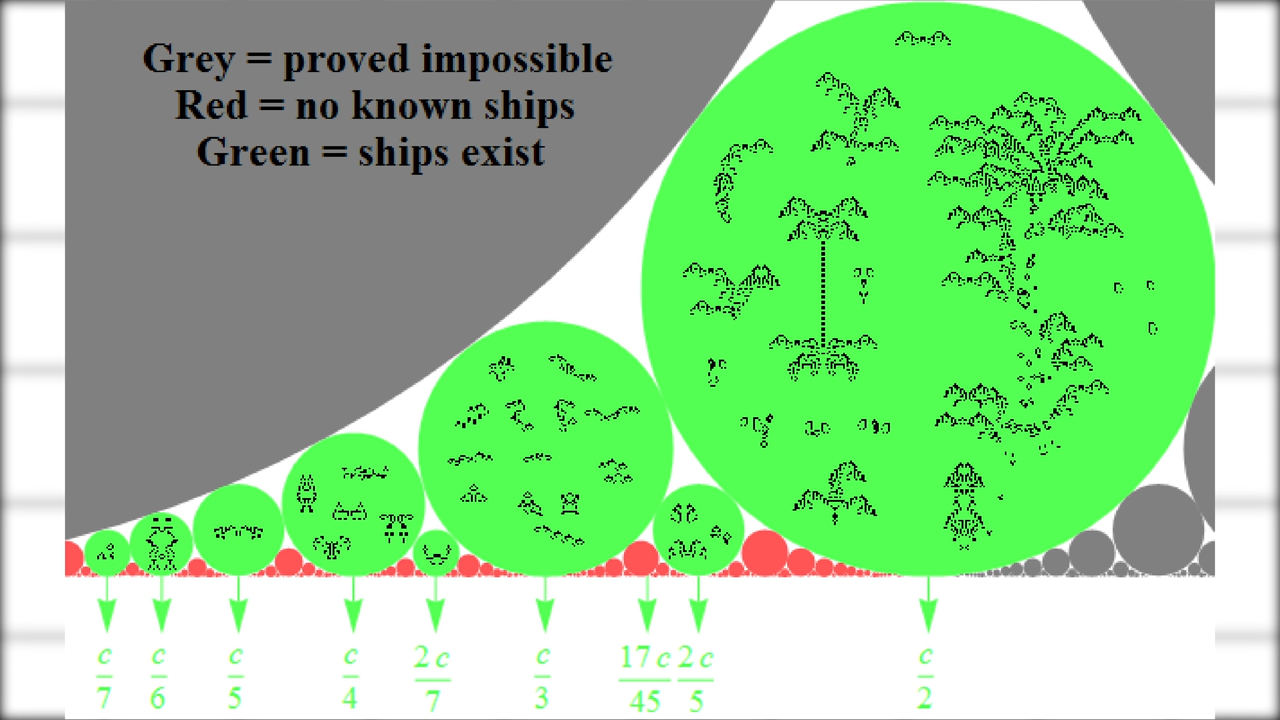 Grey = proved impossible
Red = no known ships
Green = ships exist
c/7 c/6 c/5 c/4 2c/7 c/3 17c/45 2c/5 c/2